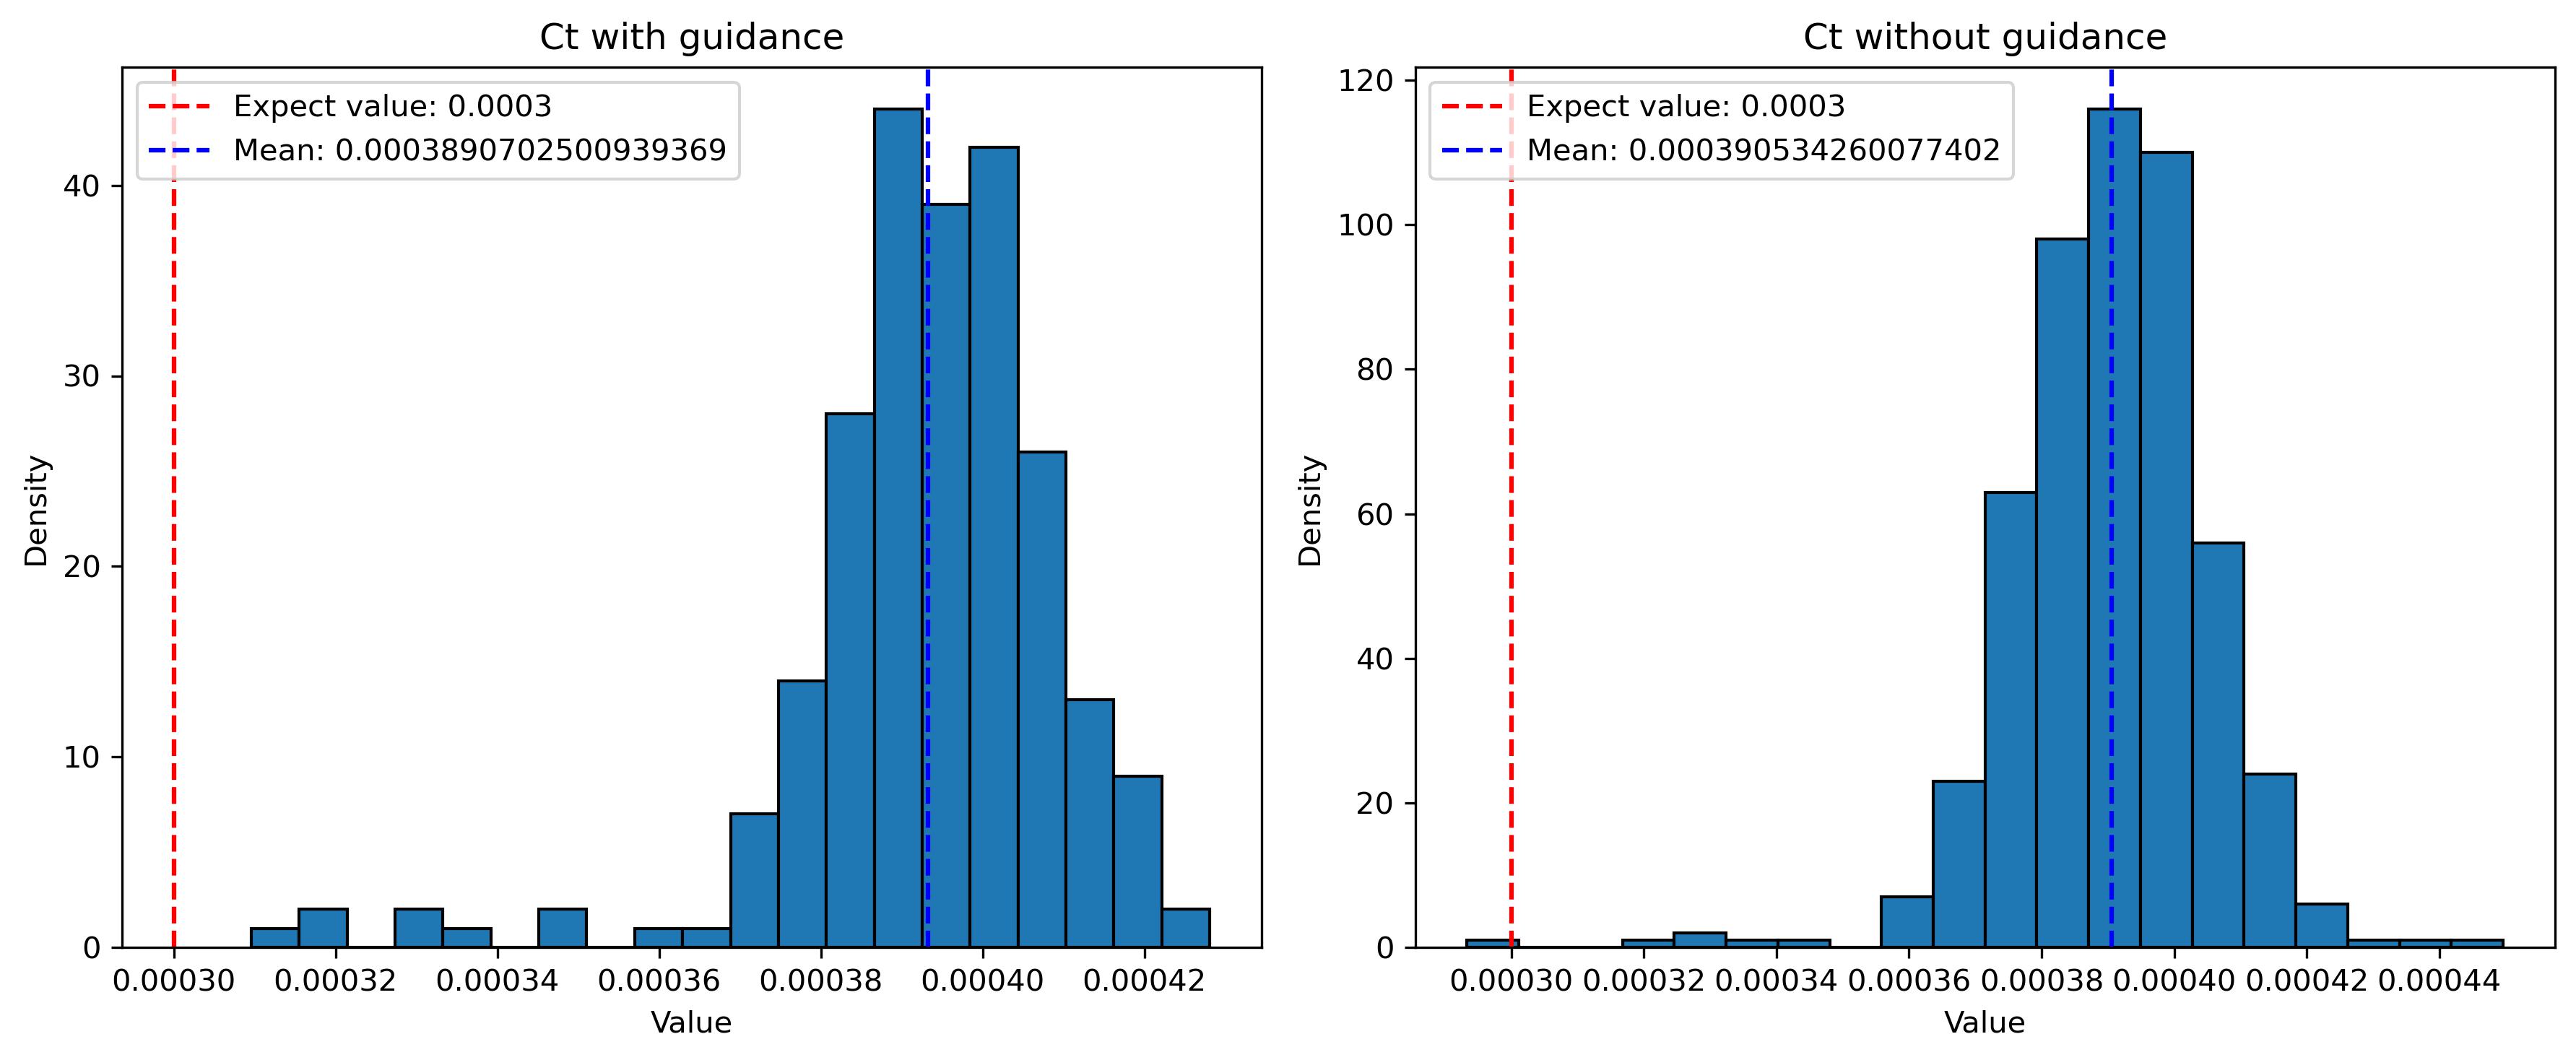 Ct with guidance
Expect value: 0.0003
Mean: 0.0003890702500939369
Density
40
30
20
10
0
0.00030 0.00032 0.00034 0.00036 0.00038 0.00040 0.00042
Value
Ct without guidance
Expect value: 0.0003
Mean: 0.000390534260077402
Density
120
100
80
60
40
20
0
0.00030 0.00032 0.00034 0.00036 0.00038 0.00040 0.00042 0.00044
Value